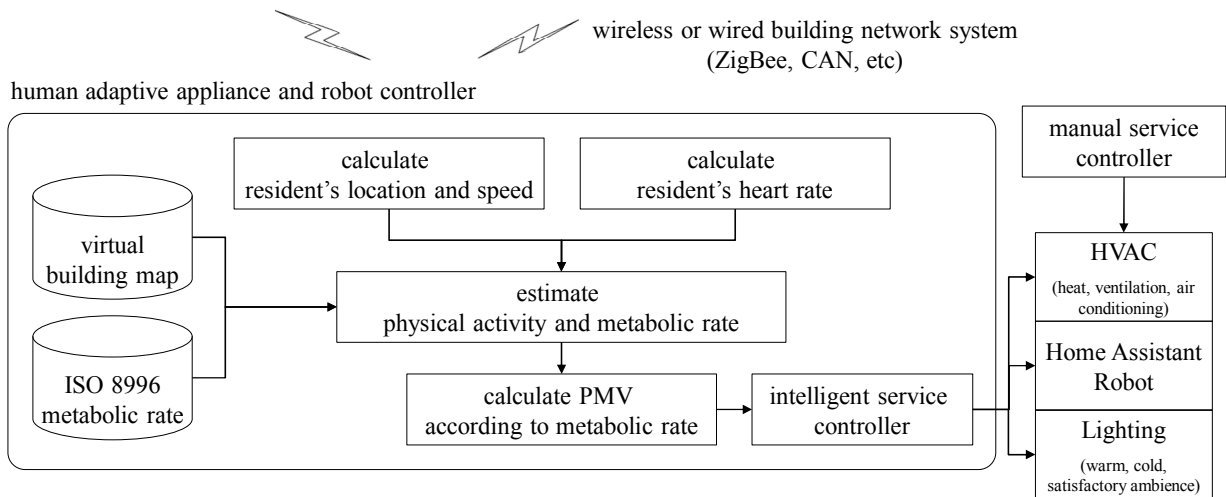 wireless or wired building network system
(ZigBee, CAN, etc)
human adaptive appliance and robot controller
manual service
controller
calculate
resident's location and speed
calculate
resident's heart rate
virtual
building map
HVAC
(heat, ventilation, air
conditioning)
estimate
physical activity and metabolic rate
ISO 8996
metabolic rate
Home Assistant
Robot
calculate PMV
according to metabolic rate
intelligent service
controller
Lighting
(warm, cold,
satisfactory ambience)